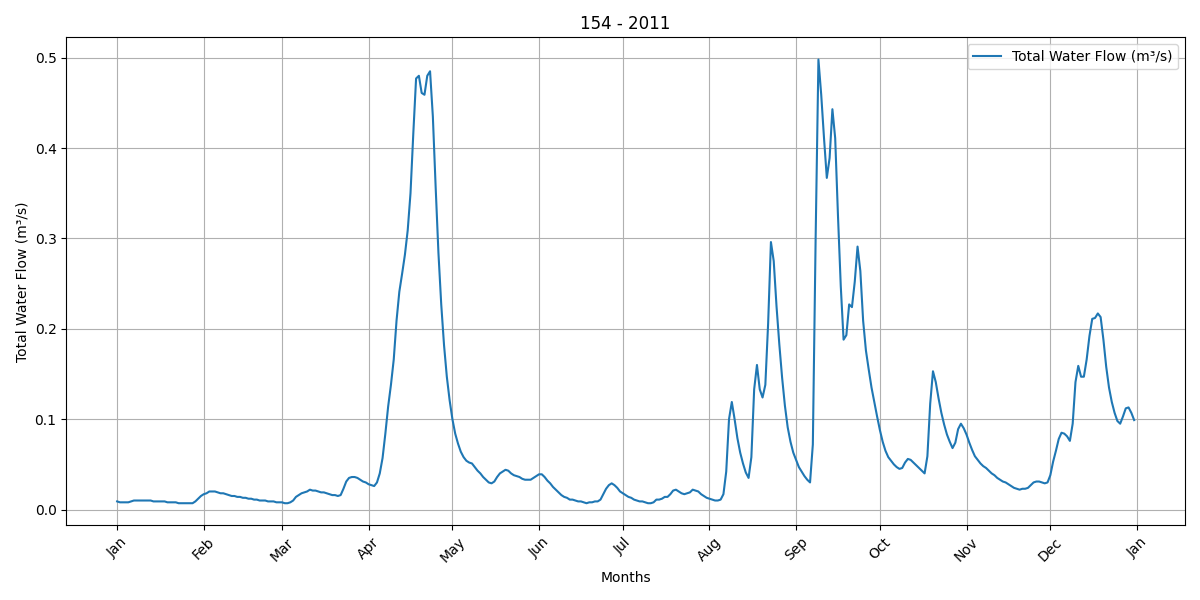 154 - 2011
Total Water Flow (m³/s)
Total Water Flow (m³/s)
0.5
0.4
0.3
0.2
0.1
0.0
Jan
Feb
Mar
Apr
May
Jun
Jul
Aug
Sep
Oct
Nov
Dec
Jan
Months